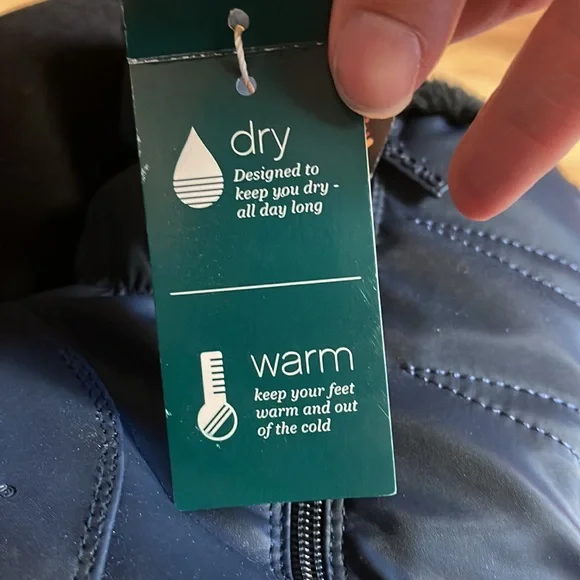 dry
Designed to
keep you dry -
all day long
warm
keep your feet
warm and out
of the cold